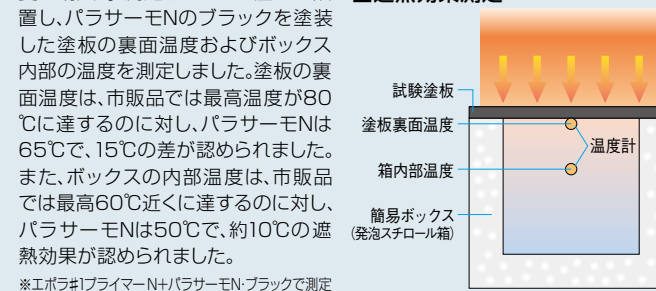 置し、パラサーモNのブラックを塗装
した塗板の裏面温度およびボックス
内部の温度を測定しました。塗板の裏
面温度は、市販品では最高温度が80
℃に達するのに対し、パラサーモNは
65℃で、15℃の差が認められました。
また、ボックスの内部温度は、市販品
では最高60℃近くに達するのに対し、
パラサーモNは50℃で、約10℃の遮
熱効果が認められました。
※エポラ♯1プライマーN+パラサーモN・ブラックで測定
試験塗板
塗板裏面温度
温度計
箱内部温度
簡易ボックス
(発泡スチロール箱)